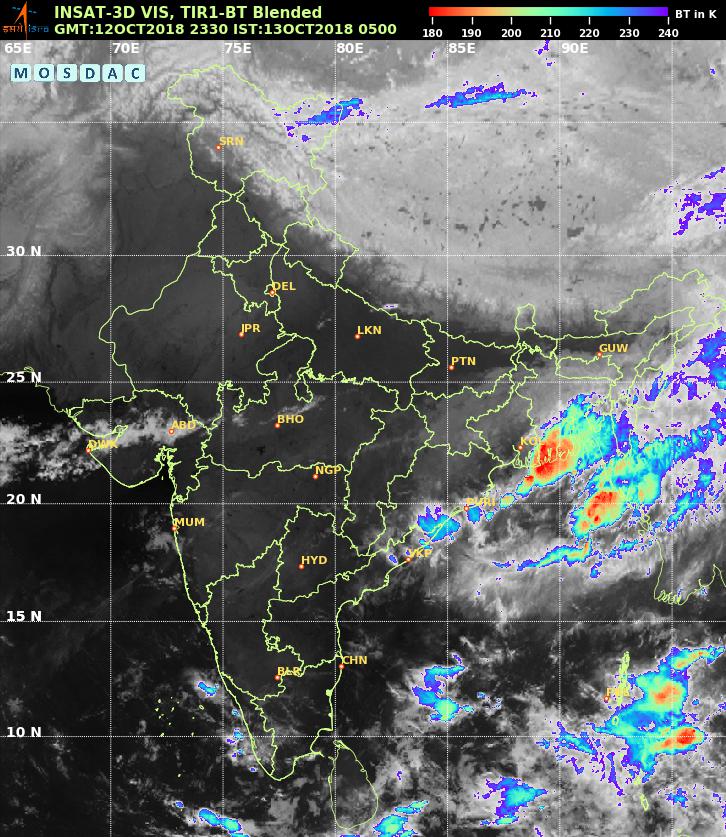 INSAT-3D VIS, TIR1-BT Blended
GMT:12OCT2018 2330 IST:13OCT2018 0500
BT in K
180 190 200 210 220 230 240
65E 70E 75E 80E 85E 90E
MOSDAC
SRN
30 N
DEL
JPR
LKN
GUW
PTN
25 N
ABD
BHO
DWK
NGP
20 N
MUM
VKP
HYD
15 N
CHN
BLR
10 N